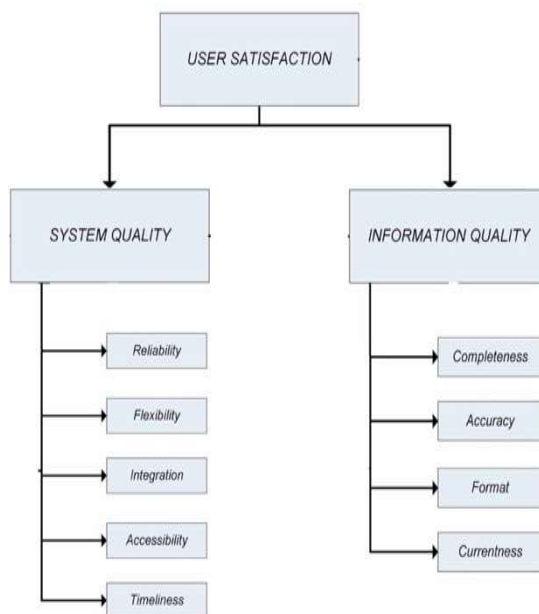 USER SATISFACTION
SYSTEM QUALITY
INFORMATION QUALITY
Reliability
Flexibility
Integration
Accessibility
Timeliness
Completeness
Accuracy
Format
Currentness